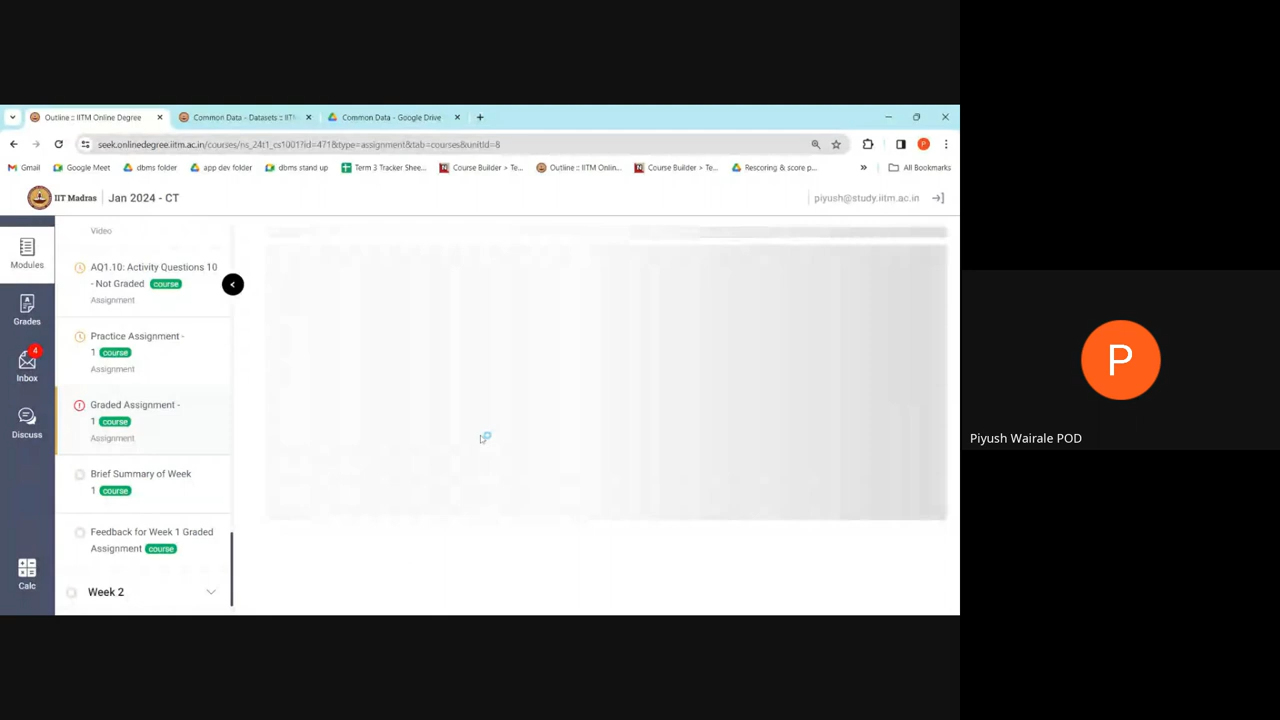 Outline :: IITM Online Degree
Common Data - Datasets :: IITM
Common Data - Google Drive
seek.onlinedegree.iitm.ac.in/courses/ns_24t1_cs1001?id=471&type=assignment&tab=courses&unitId=8
Gmail
Google Meet
dbms folder
app dev folder
dbms stand up
Term 3 Tracker Shee...
Course Builder > Te...
Outline :: IITM Onlin...
Course Builder > Te...
Rescoring & score p...
»
All Bookmarks
IIT Madras
Jan 2024 - CT
piyush@study.iitm.ac.in
Modules
Grades
4
Inbox
Discuss
Calc
Video
AQ1.10: Activity Questions 10
- Not Graded course
Assignment
Practice Assignment -
1 course
Assignment
Graded Assignment -
1 course
Assignment
Brief Summary of Week
1 course
Feedback for Week 1 Graded
Assignment course
Week 2
P
P
Piyush Wairale POD